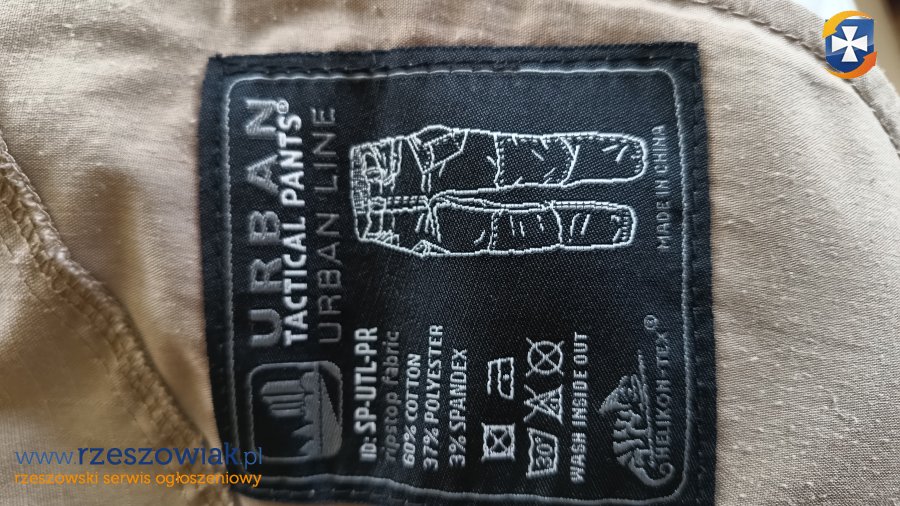 URBAN
TACTICAL PANTS®
URBAN LINE
ID: SP-UTL-PR
ripstop fabric
60% COTTON
37% POLYESTER
3% SPANDEX
30°
WASH INSIDE OUT
HELIKON-TEX®
MADE IN CHINA
www.rzeszowiak.pl
rzeszowski serwis ogłoszeniowy